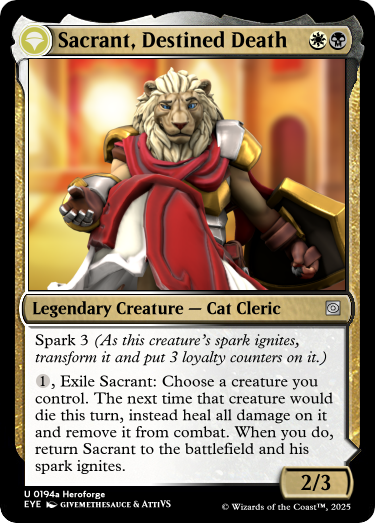 Sacrant, Destined Death
Legendary Creature — Cat Cleric
Spark 3 (As this creature's spark ignites,
transform it and put 3 loyalty counters on it.)
1, Exile Sacrant: Choose a creature you
control. The next time that creature would
die this turn, instead heal all damage on it
and remove it from combat. When you do,
return Sacrant to the battlefield and his
spark ignites.
2/3
U 0194a Heroforge
EYE GIVEMETHESAUCE & ATTIVS
© Wizards of the Coast™, 2025